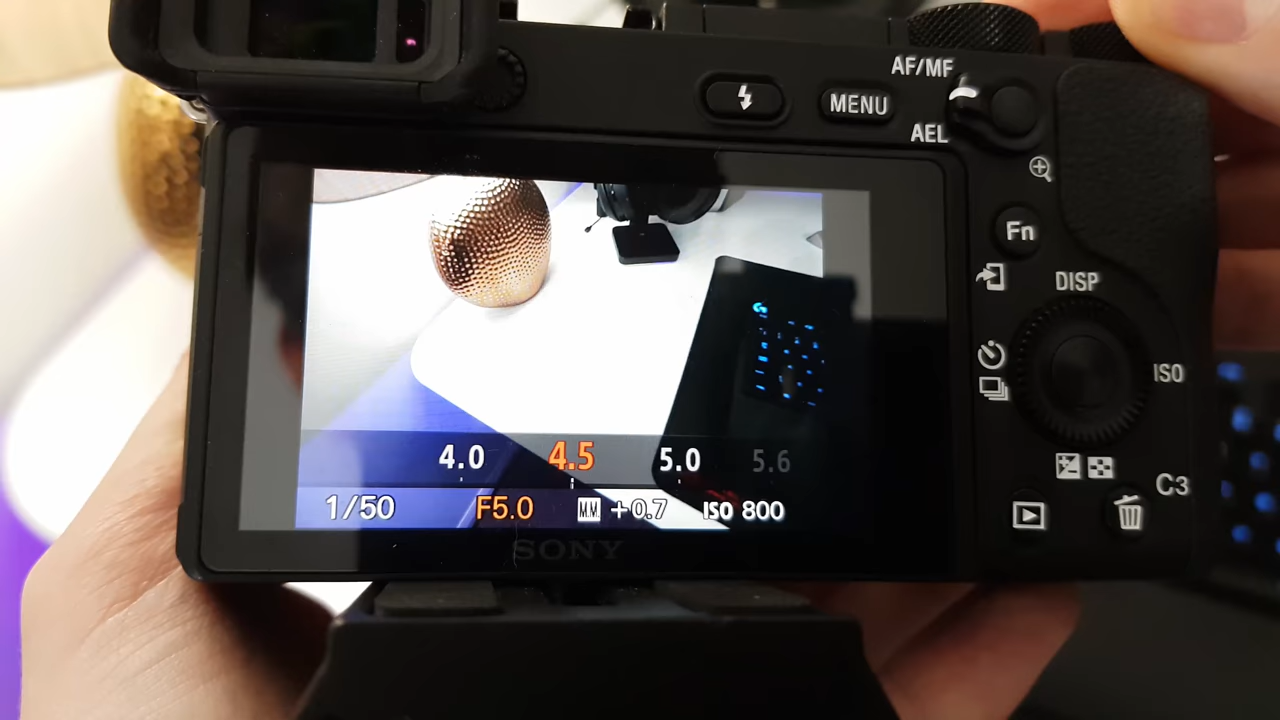 AF/MF
MENU
AEL
Fn
DISP
4.0 4.5 5.0 5.6
ISO
1/50 F5.0 M.M. +0.7 ISO 800
C3
SONY